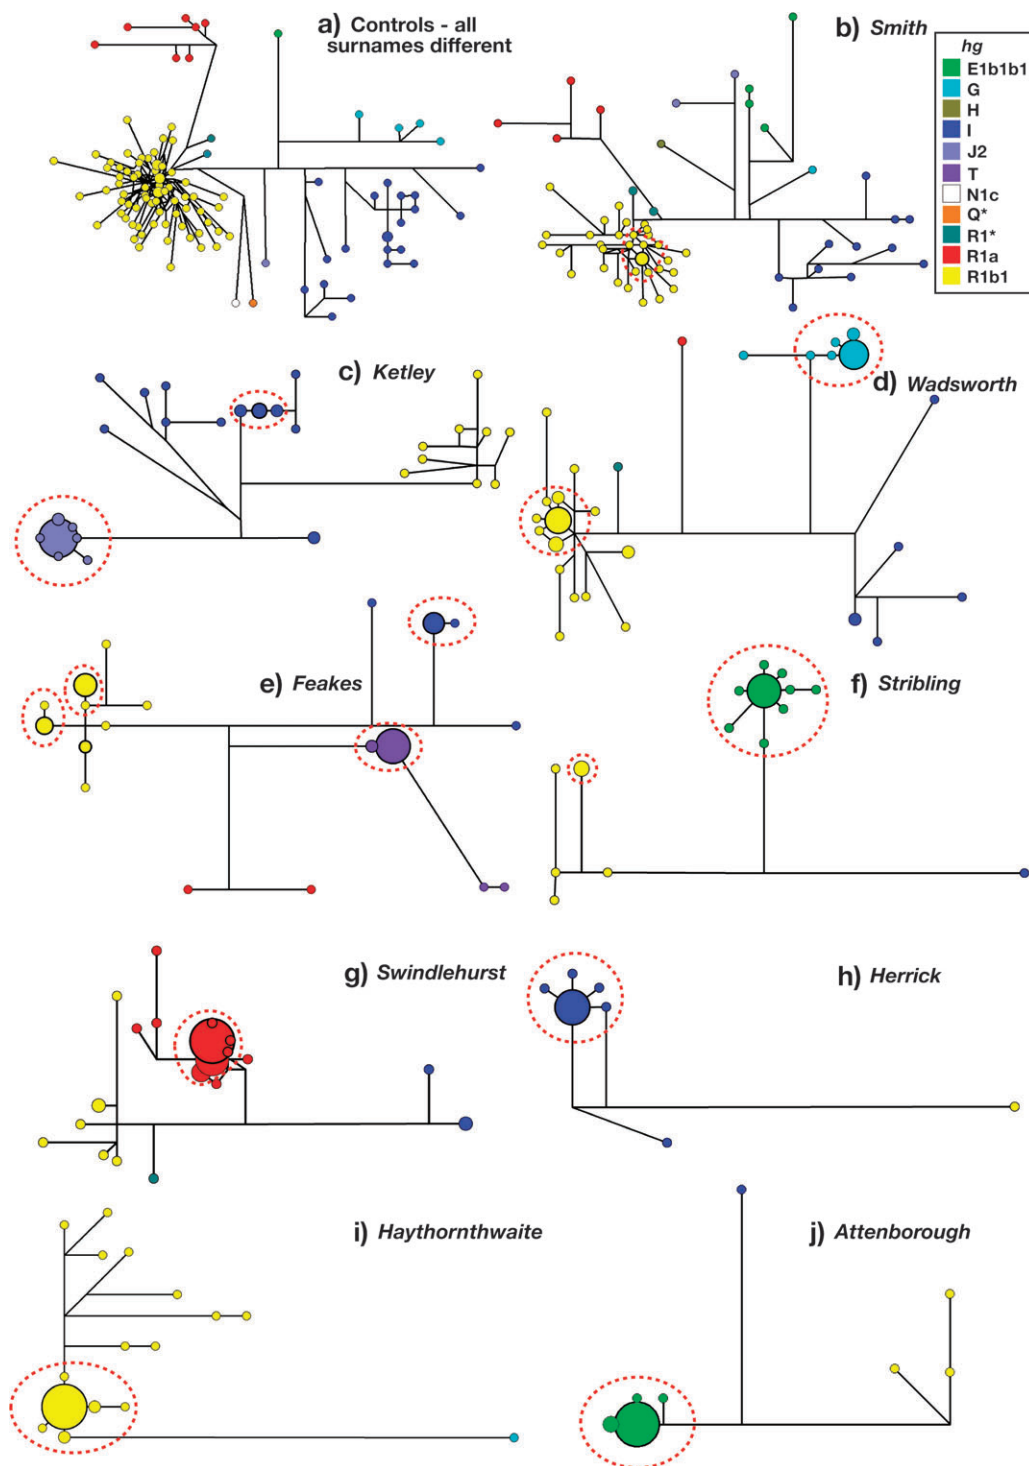 a) Controls - all
surnames different
b) Smith
hg
E1b1b1
G
H
I
J2
T
N1c
Q*
R1*
R1a
R1b1
c) Ketley
d) Wadsworth
e) Feakes
f) Stribling
g) Swindlehurst
h) Herrick
i) Haythornthwaite
j) Attenborough